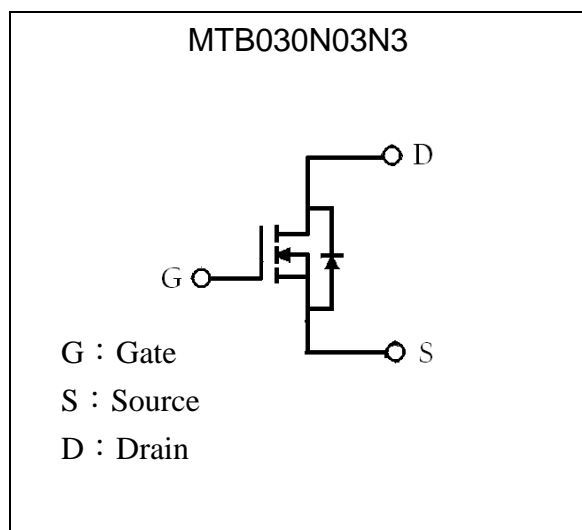 MTB030N03N3
D
G
S
G：Gate
S：Source
D：Drain